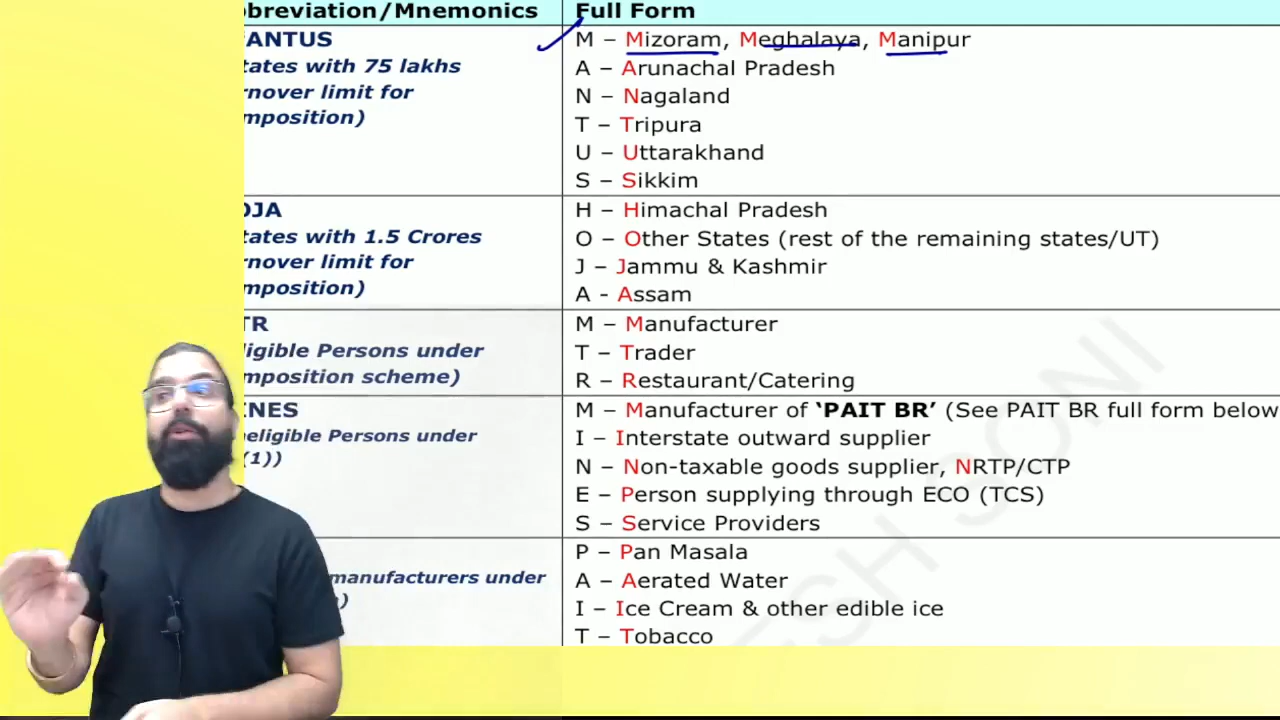 bbreviation/Mnemonics Full Form
ANTUS
tates with 75 lakhs
rnover limit for
mposition)
M – Mizoram, Meghalaya, Manipur
A – Arunachal Pradesh
N – Nagaland
T – Tripura
U – Uttarakhand
S – Sikkim
OJA
tates with 1.5 Crores
rnover limit for
mposition)
H – Himachal Pradesh
O – Other States (rest of the remaining states/UT)
J – Jammu & Kashmir
A - Assam
TR
ligible Persons under
mposition scheme)
M – Manufacturer
T – Trader
R – Restaurant/Catering
NES
neligible Persons under
(1))
M – Manufacturer of ‘PAIT BR’ (See PAIT BR full form below
I – Interstate outward supplier
N – Non-taxable goods supplier, NRTP/CTP
E – Person supplying through ECO (TCS)
S – Service Providers
manufacturers under
)
P – Pan Masala
A – Aerated Water
I – Ice Cream & other edible ice
T – Tobacco
ESH SONI